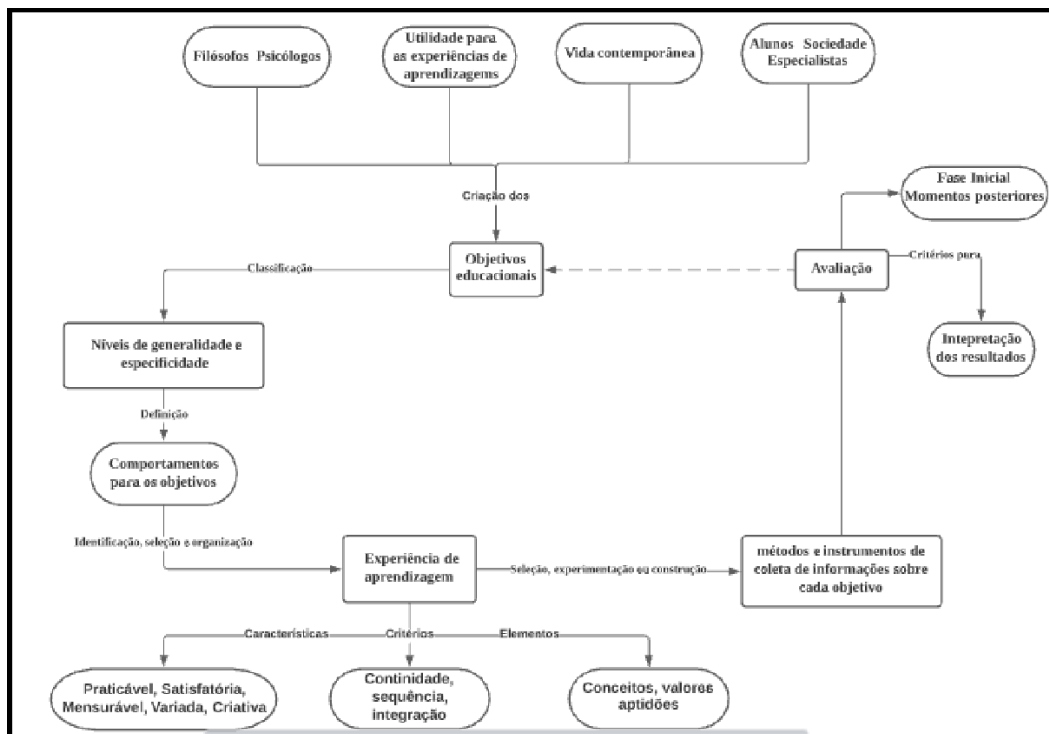 Filósofos Psicólogos
Utilidade para
as experiências de
aprendizagems
Vida contemporânea
Alunos Sociedade
Especialistas
Criação dos
Fase Inicial
Momentos posteriores
Classificação
Objetivos
educacionais
Avaliação
Critérios para
Níveis de generalidade e
especificidade
Intepretação
dos resultados
Definição
Comportamentos
para os objetivos
Identificação, seleção e organização
Experiência de
aprendizagem
Seleção, experimentação ou construção
métodos e instrumentos de
coleta de informações sobre
cada objetivo
Características
Critérios
Elementos
Praticável, Satisfatória,
Mensurável, Variada, Criativa
Continidade,
sequência,
integração
Conceitos, valores
aptidões